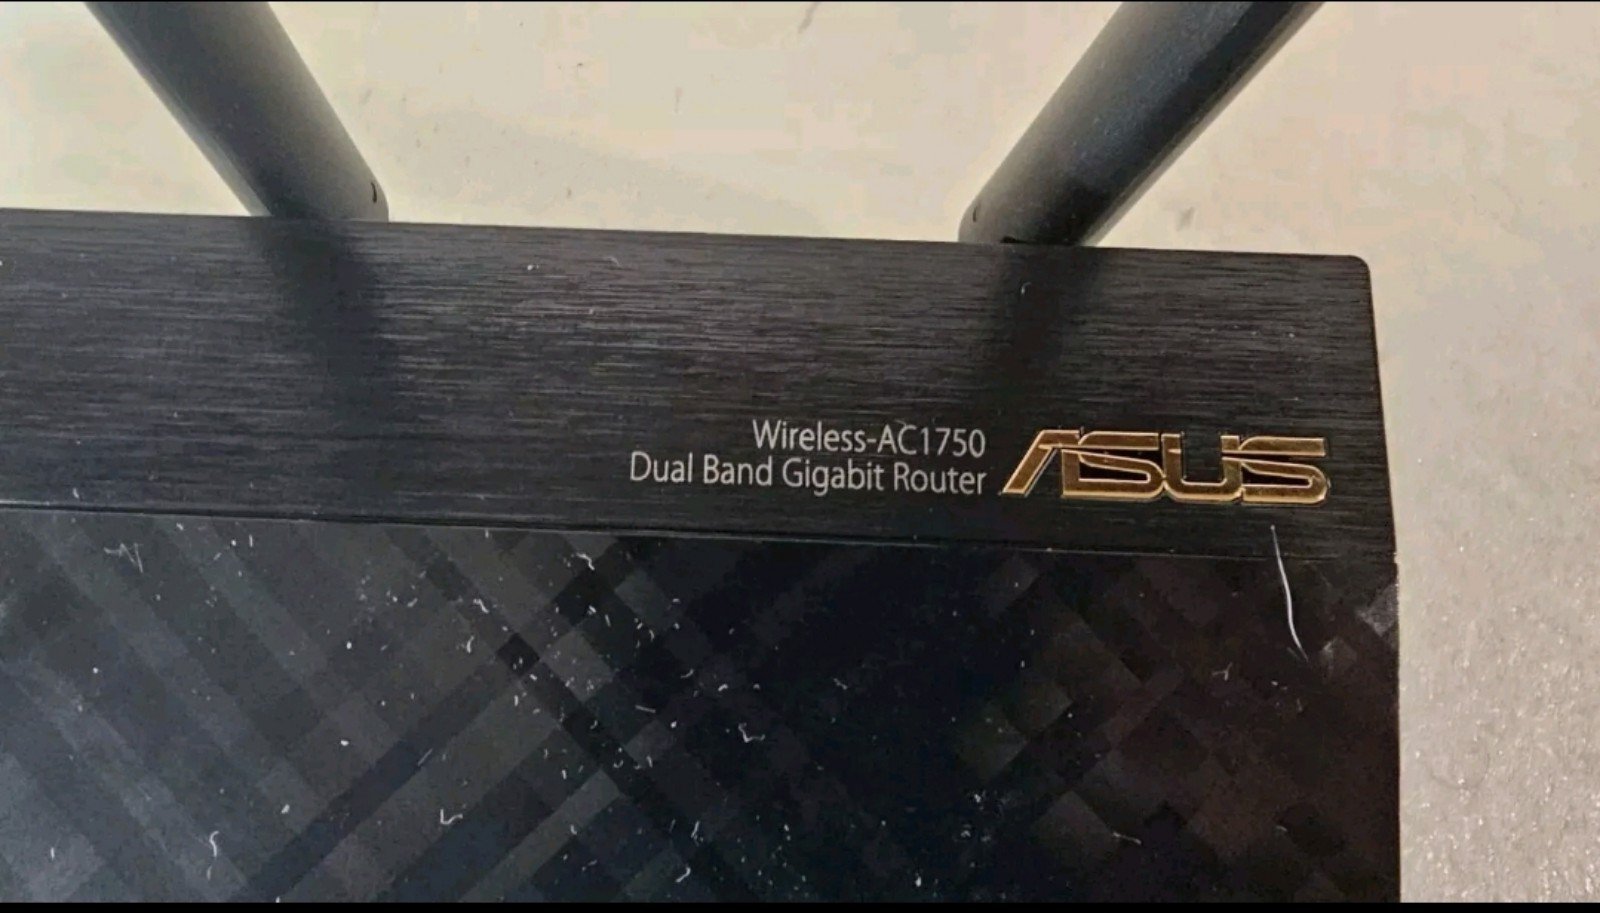 Wireless-AC1750
Dual Band Gigabit Router
ASUS